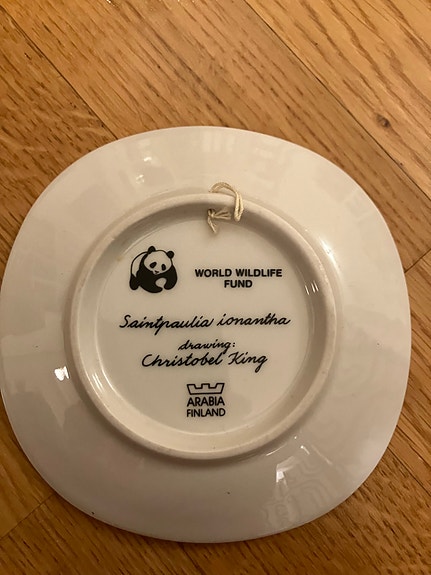 WORLD WILDLIFE
FUND
Saintpaulia ionantha
drawing:
Christobel King
ARABIA
FINLAND